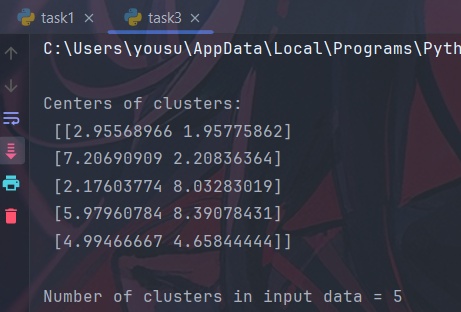 task1 × task3 ×
C:\Users\yousu\AppData\Local\Programs\Pyth
Centers of clusters:
[[2.95568966 1.95775862]
[7.20690909 2.20836364]
[2.17603774 8.03283019]
[5.97960784 8.39078431]
[4.99466667 4.65844444]]
Number of clusters in input data = 5